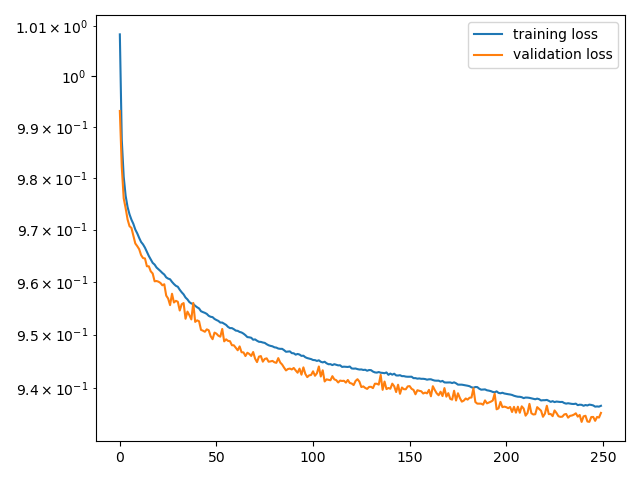 1.01 × 10⁰
10⁰
9.9 × 10⁻¹
9.8 × 10⁻¹
9.7 × 10⁻¹
9.6 × 10⁻¹
9.5 × 10⁻¹
9.4 × 10⁻¹
training loss
validation loss
0 50 100 150 200 250